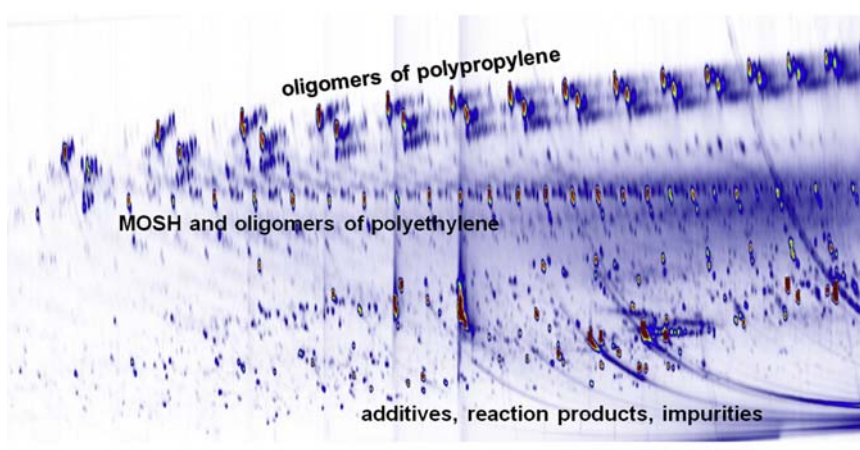 oligomers of polypropylene
MOSH and oligomers of polyethylene
additives, reaction products, impurities